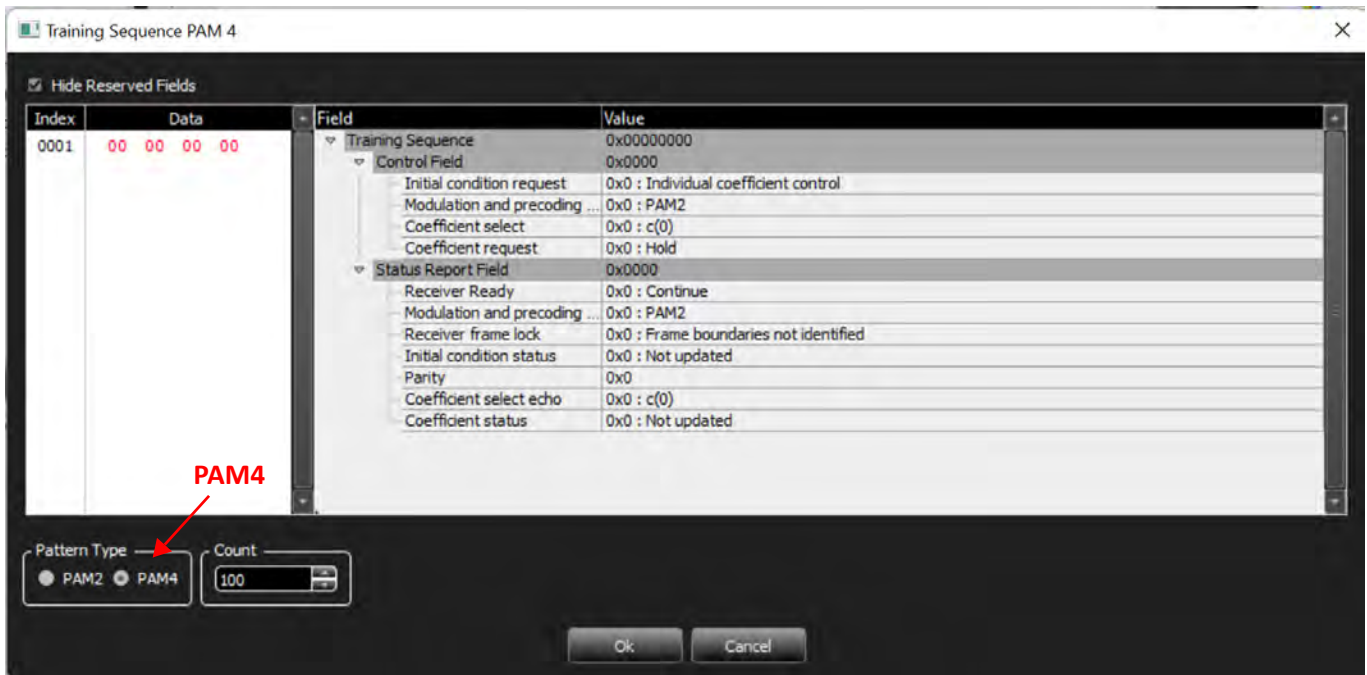 Training Sequence PAM 4
Hide Reserved Fields
Index Data Field Value
0001 00 00 00 00
Training Sequence 0x00000000
Control Field 0x0000
Initial condition request 0x0 : Individual coefficient control
Modulation and precoding ... 0x0 : PAM2
Coefficient select 0x0 : c(0)
Coefficient request 0x0 : Hold
Status Report Field 0x0000
Receiver Ready 0x0 : Continue
Modulation and precoding ... 0x0 : PAM2
Receiver frame lock 0x0 : Frame boundaries not identified
Initial condition status 0x0 : Not updated
Parity 0x0
Coefficient select echo 0x0 : c(0)
Coefficient status 0x0 : Not updated
PAM4
Pattern Type Count
PAM2 PAM4 100
Ok Cancel